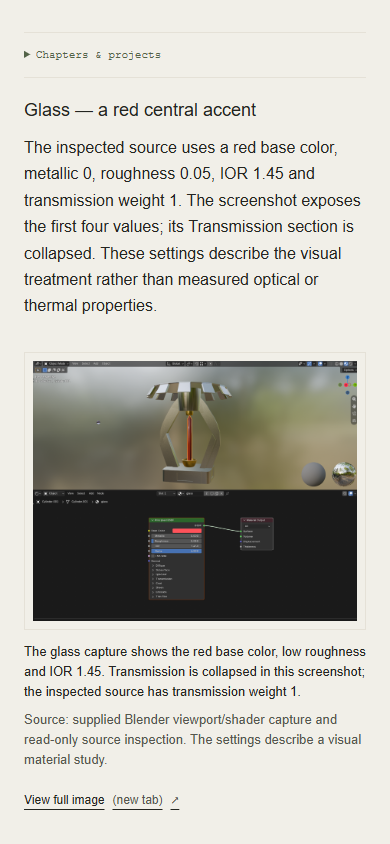 Chapters & projects
Glass — a red central accent
The inspected source uses a red base color,
metallic 0, roughness 0.05, IOR 1.45 and
transmission weight 1. The screenshot exposes
the first four values; its Transmission section is
collapsed. These settings describe the visual
treatment rather than measured optical or
thermal properties.
The glass capture shows the red base color, low roughness
and IOR 1.45. Transmission is collapsed in this screenshot;
the inspected source has transmission weight 1.
Source: supplied Blender viewport/shader capture and
read-only source inspection. The settings describe a visual
material study.
View full image (new tab) ↗